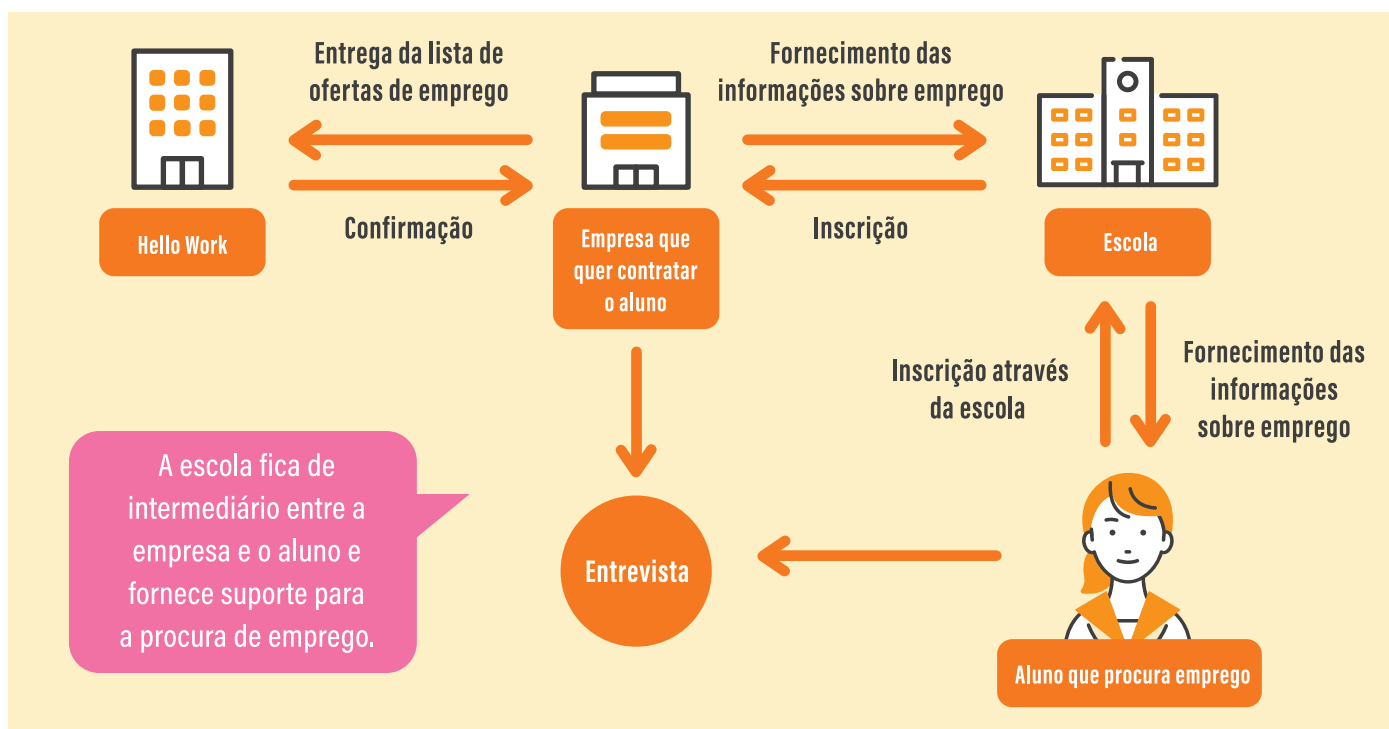 Entrega da lista de
ofertas de emprego
Fornecimento das
informações sobre emprego
Confirmação
Inscrição
Hello Work
Empresa que
quer contratar
o aluno
Escola
Inscrição através
da escola
Fornecimento das
informações
sobre emprego
A escola fica de
intermediário entre a
empresa e o aluno e
fornece suporte para
a procura de emprego.
Entrevista
Aluno que procura emprego